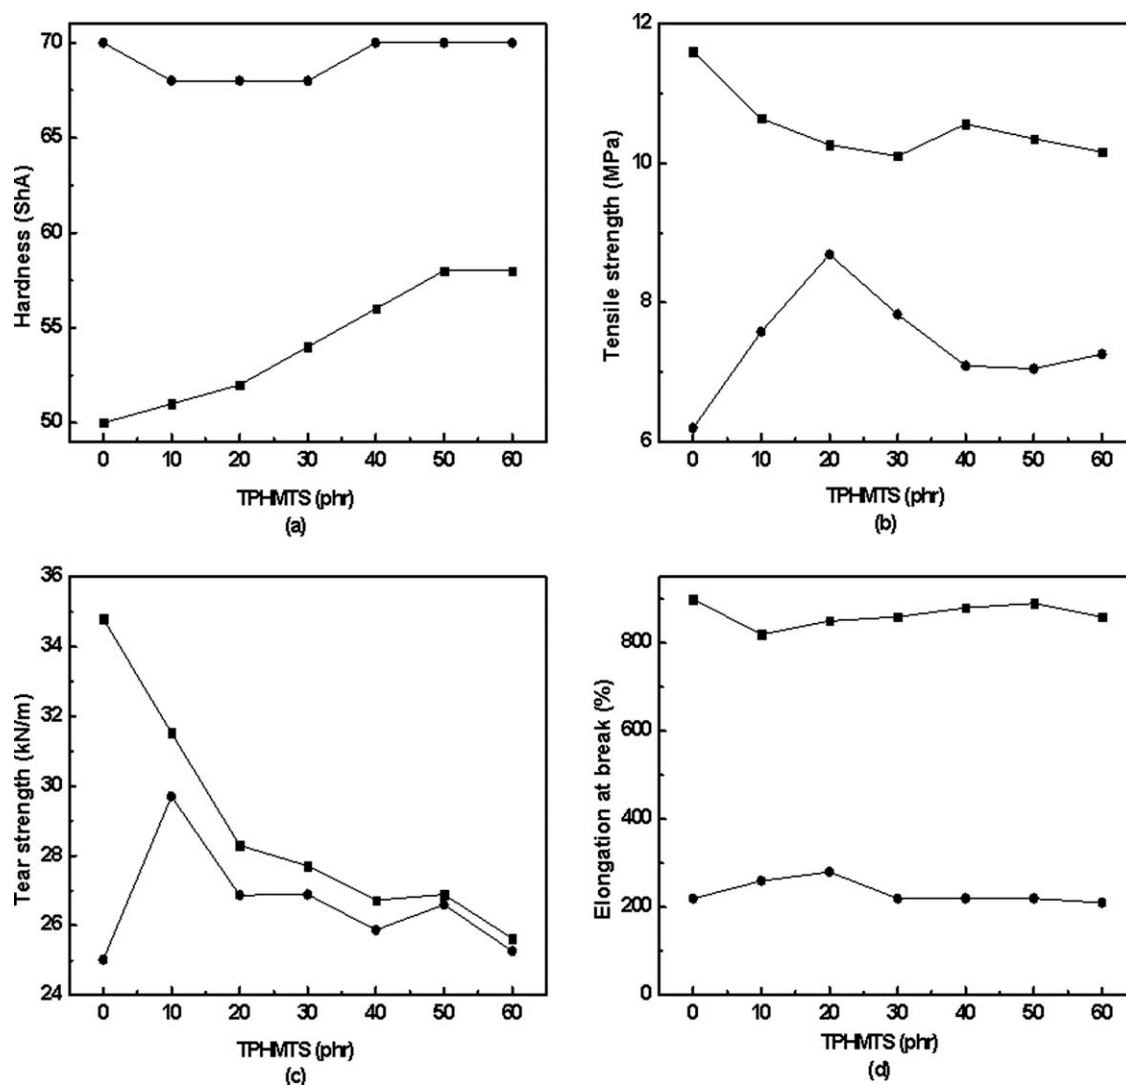 Hardness (ShA)
70
65
60
55
50
0 10 20 30 40 50 60
TPHMTS (phr)
(a)
Tensile strength (MPa)
12
10
8
6
0 10 20 30 40 50 60
TPHMTS (phr)
(b)
Tear strength (kN/m)
36
34
32
30
28
26
24
0 10 20 30 40 50 60
TPHMTS (phr)
(c)
Elongation at break (%)
800
600
400
200
0
0 10 20 30 40 50 60
TPHMTS (phr)
(d)